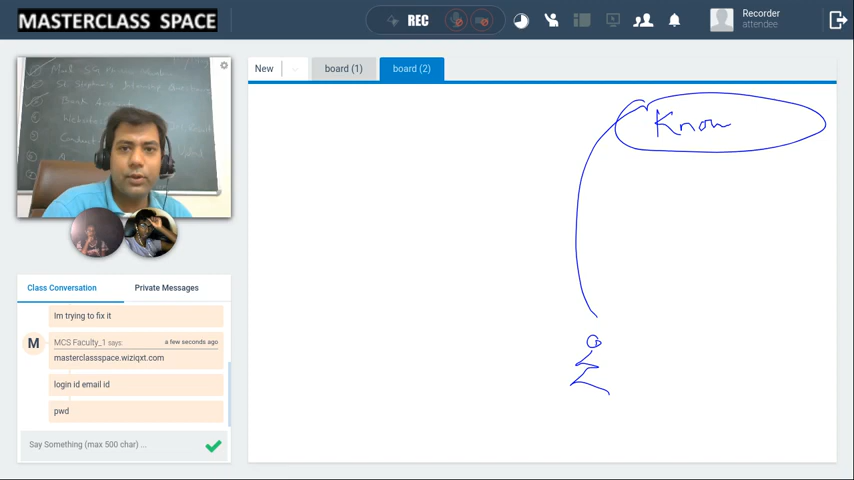 MASTERCLASS SPACE
REC
Recorder
attendee
New
board (1)
board (2)
Know
Class Conversation
Private Messages
Im trying to fix it
M
MCS Faculty_1 says:
a few seconds ago
masterclassspace.wiziqxt.com
login id email id
pwd
Say Something (max 500 char) ...